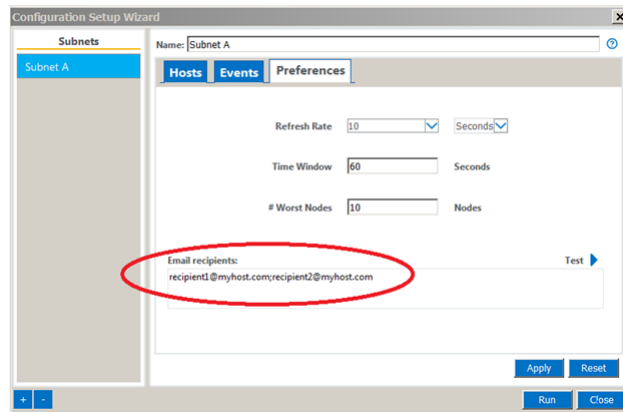 Configuration Setup Wizard
Subnets
Subnet A
Name: Subnet A
Hosts Events Preferences
Refresh Rate 10 Seconds
Time Window 60 Seconds
# Worst Nodes 10 Nodes
Email recipients: Test
recipient1@myhost.com;recipient2@myhost.com
Apply Reset
+ - Run Close